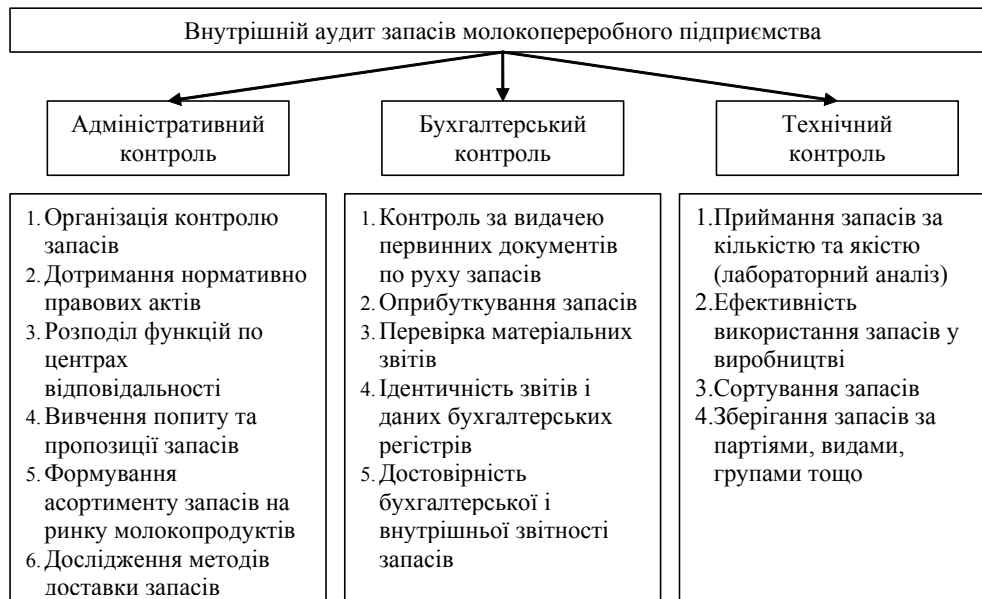 Внутрішній аудит запасів молокопереробного підприємства
Адміністративний
контроль
Бухгалтерський
контроль
Технічний
контроль
1. Організація контролю
запасів
2. Дотримання нормативно
правових актів
3. Розподіл функцій по
центрах
відповідальності
4. Вивчення попиту та
пропозиції запасів
5. Формування
асортименту запасів на
ринку молокопродуктів
6. Дослідження методів
доставки запасів
1. Контроль за видачею
первинних документів
по руху запасів
2. Оприбуткування запасів
3. Перевірка матеріальних
звітів
4. Ідентичність звітів і
даних бухгалтерських
регістрів
5. Достовірність
бухгалтерської і
внутрішньої звітності
запасів
1. Приймання запасів за
кількістю та якістю
(лабораторний аналіз)
2. Ефективність
використання запасів у
виробництві
3. Сортування запасів
4. Зберігання запасів за
партіями, видами,
групами тощо